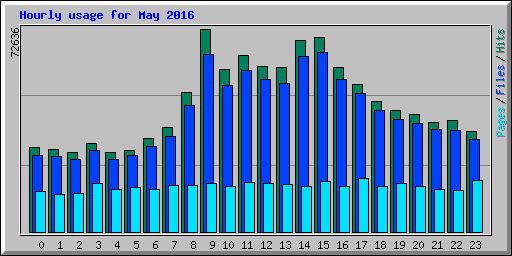 Hourly usage for May 2016
72636
Pages/Files/Hits
0 1 2 3 4 5 6 7 8 9 10 11 12 13 14 15 16 17 18 19 20 21 22 23